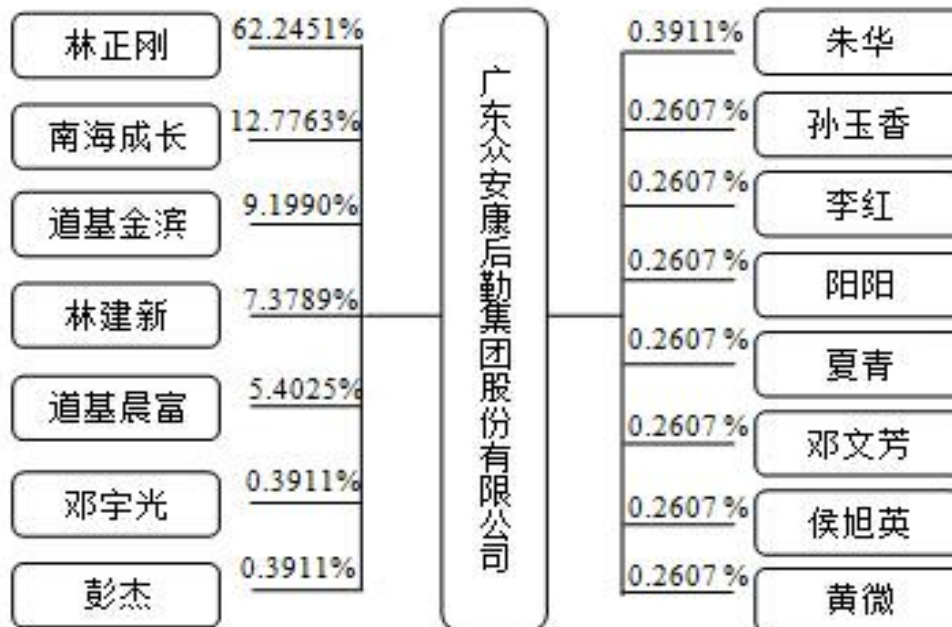 林正刚
62.2451%
南海成长
12.7763%
道基金滨
9.1990%
林建新
7.3789%
道基晨富
5.4025%
邓宇光
0.3911%
彭杰
0.3911%
广东众安康后勤集团股份有限公司
0.3911%
朱华
0.2607%
孙玉香
0.2607%
李红
0.2607%
阳阳
0.2607%
夏青
0.2607%
邓文芳
0.2607%
侯旭英
0.2607%
黄微